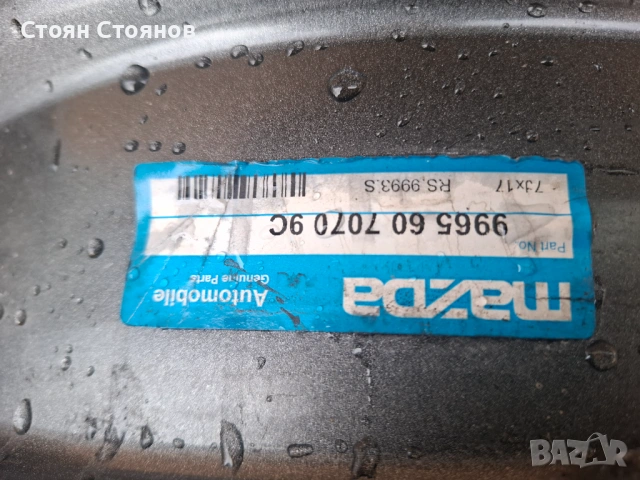 Стоян Стоянов
mazDa
Automobile
Genuine Parts
Part No
9965 60 7070 9C
7Jx17
RS,9993.S
BAZAR